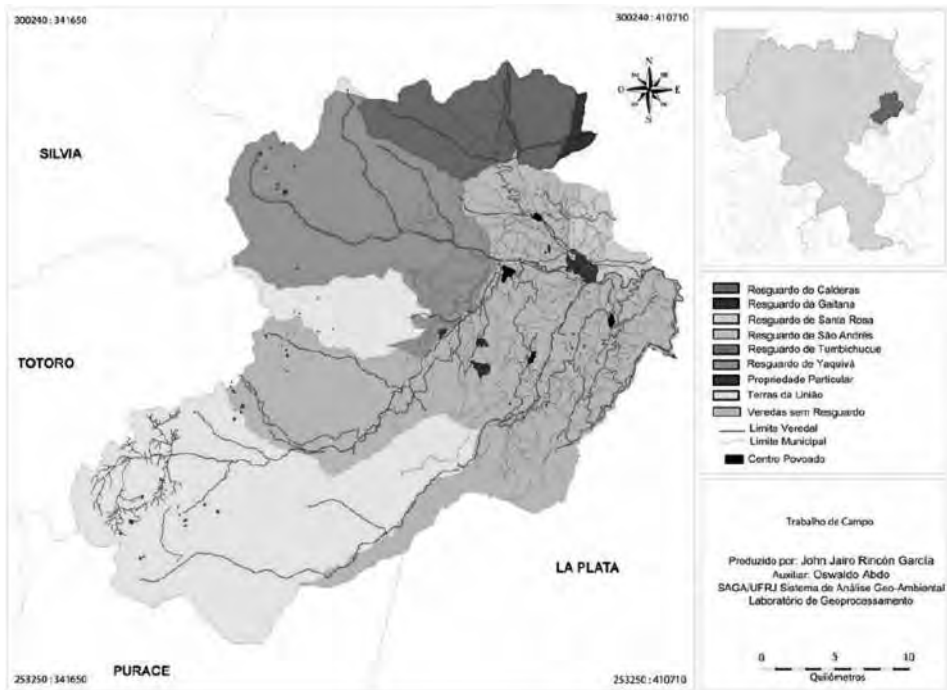 300240 : 341650
300240 : 410710
N
O
E
S
SILVIA
TOTORO
LA PLATA
PURACE
253250 : 341650
253250 : 410710
Resguardo de Calderas
Resguardo da Gaitana
Resguardo de Santa Rosa
Resguardo de São Andrés
Resguardo de Tumbichucue
Resguardo de Yaquivá
Propriedade Particular
Terras da União
Veredas sem Resguardo
Limite Veredal
Limite Municipal
Centro Povoado
Trabalho de Campo
Produzido por: John Jairo Rincón García
Auxiliar: Oswaldo Abdo
SAGA/UFRJ Sistema de Análise Geo-Ambiental
Laboratório de Geoprocessamento
0 5 10
Quilómetros